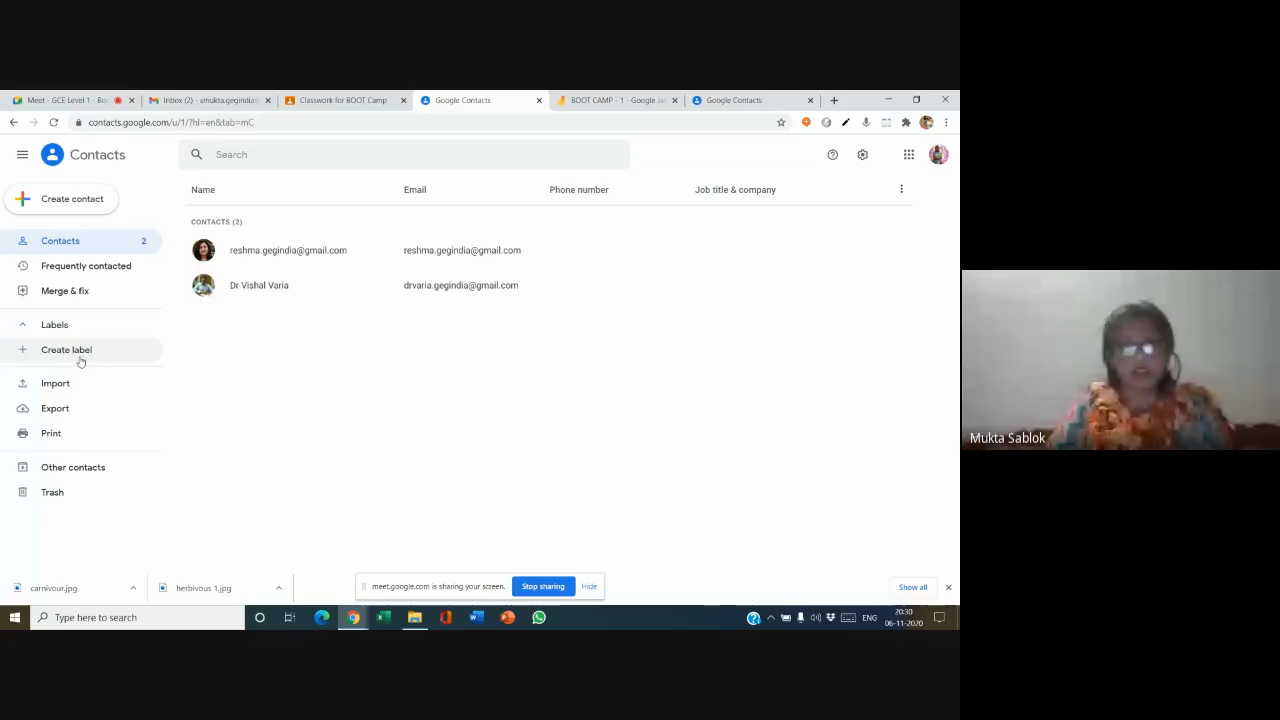 Meet - GCE Level 1 - Bo
Inbox (2) - smukta.gegindia@
Classwork for BOOT Camp
Google Contacts
BOOT CAMP - 1 - Google Ja
Google Contacts
contacts.google.com/u/1/?hl=en&tab=mC
Contacts
Search
Create contact
Name
Email
Phone number
Job title & company
CONTACTS (2)
Contacts
2
reshma.gegindia@gmail.com
reshma.gegindia@gmail.com
Frequently contacted
Dr Vishal Varia
drvaria.gegindia@gmail.com
Merge & fix
Labels
Create label
Import
Export
Print
Mukta Sablok
Other contacts
Trash
carnivour.jpg
herbivous 1.jpg
meet.google.com is sharing your screen.
Stop sharing
Hide
Show all
Type here to search
ENG
20:30
06-11-2020